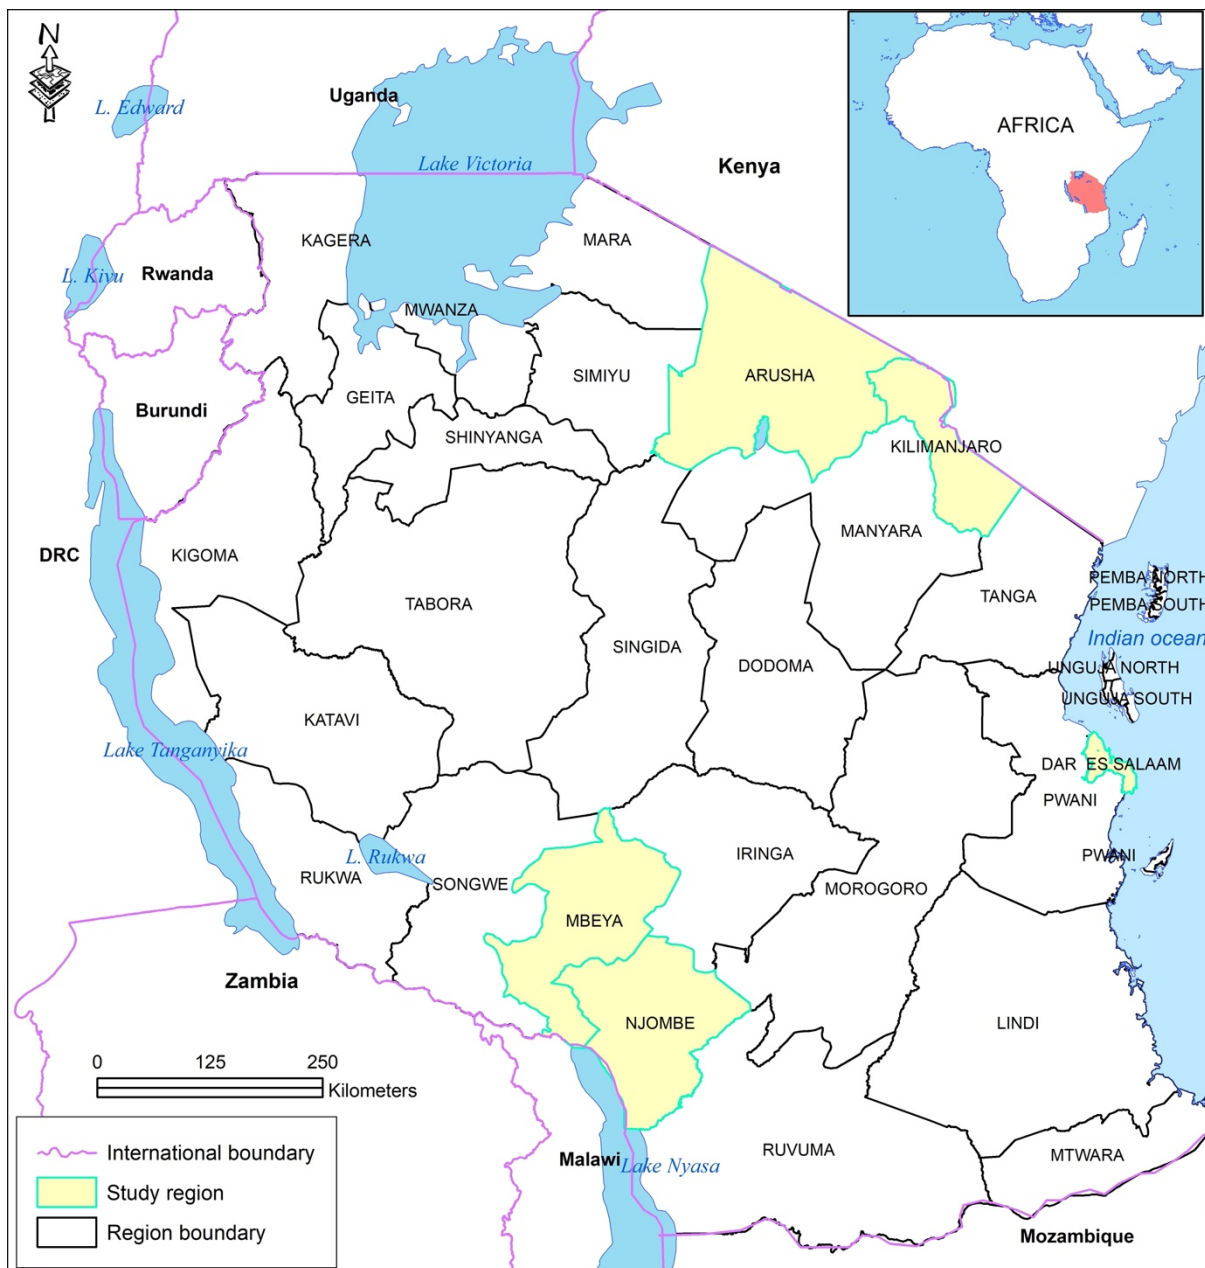 N
L. Edward
Uganda
AFRICA
Lake Victoria
Kenya
KAGERA
MARA
L. Kivu
Rwanda
MWANZA
SIMIYU
ARUSHA
GEITA
Burundi
SHINYANGA
KILIMANJARO
MANYARA
DRC
KIGOMA
PEMBA NORTH
TANGA
TABORA
PEMBA SOUTH
Indian ocean
SINGIDA
DODOMA
UNGUJA NORTH
UNGUJA SOUTH
KATAVI
Lake Tanganyika
DAR ES SALAAM
PWANI
L. Rukwa
IRINGA
PWANI
RUKWA
SONGWE
MOROGORO
MBEYA
Zambia
NJOMBE
LINDI
0 125 250
Kilometers
International boundary
Malawi
Lake Nyasa
RUVUMA
MTWARA
Study region
Region boundary
Mozambique